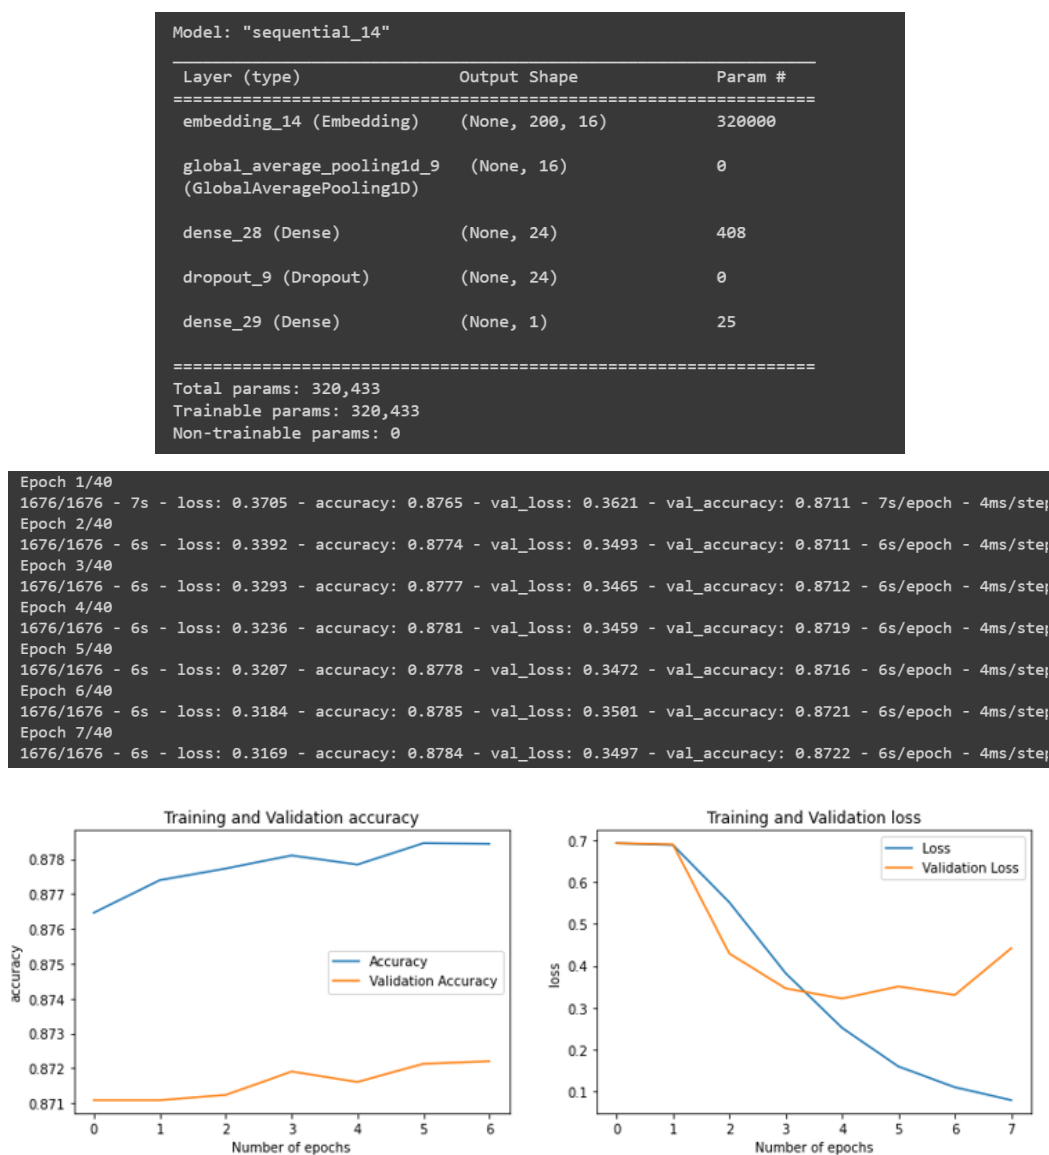 Model: "sequential_14"
Layer (type) Output Shape Param #
embedding_14 (Embedding) (None, 200, 16) 320000
global_average_pooling1d_9 (None, 16) 0
(GlobalAveragePooling1D)
dense_28 (Dense) (None, 24) 408
dropout_9 (Dropout) (None, 24) 0
dense_29 (Dense) (None, 1) 25
Total params: 320,433
Trainable params: 320,433
Non-trainable params: 0
Epoch 1/40
1676/1676 - 7s - loss: 0.3705 - accuracy: 0.8765 - val_loss: 0.3621 - val_accuracy: 0.8711 - 7s/epoch - 4ms/step
Epoch 2/40
1676/1676 - 6s - loss: 0.3392 - accuracy: 0.8774 - val_loss: 0.3493 - val_accuracy: 0.8711 - 6s/epoch - 4ms/step
Epoch 3/40
1676/1676 - 6s - loss: 0.3293 - accuracy: 0.8777 - val_loss: 0.3465 - val_accuracy: 0.8712 - 6s/epoch - 4ms/step
Epoch 4/40
1676/1676 - 6s - loss: 0.3236 - accuracy: 0.8781 - val_loss: 0.3459 - val_accuracy: 0.8719 - 6s/epoch - 4ms/step
Epoch 5/40
1676/1676 - 6s - loss: 0.3207 - accuracy: 0.8778 - val_loss: 0.3472 - val_accuracy: 0.8716 - 6s/epoch - 4ms/step
Epoch 6/40
1676/1676 - 6s - loss: 0.3184 - accuracy: 0.8785 - val_loss: 0.3501 - val_accuracy: 0.8721 - 6s/epoch - 4ms/step
Epoch 7/40
1676/1676 - 6s - loss: 0.3169 - accuracy: 0.8784 - val_loss: 0.3497 - val_accuracy: 0.8722 - 6s/epoch - 4ms/step
Training and Validation accuracy
0.878
0.877
0.876
0.875
0.874
0.873
0.872
0.871
accuracy
Accuracy
Validation Accuracy
0 1 2 3 4 5 6
Number of epochs
Training and Validation loss
0.7
0.6
0.5
0.4
0.3
0.2
0.1
loss
Loss
Validation Loss
0 1 2 3 4 5 6 7
Number of epochs